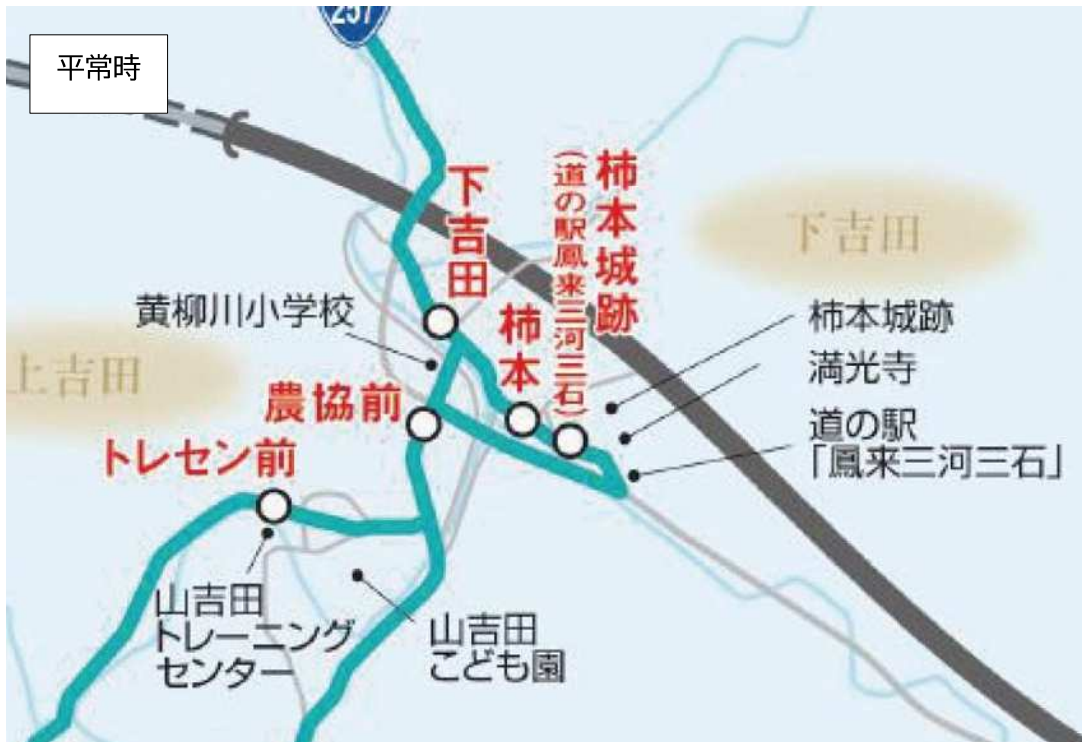 257
平常時
下吉田
柿本城跡
(道の駅鳳来三河三石)
下吉田
黄柳川小学校
柿本
柿本城跡
満光寺
上吉田
農協前
道の駅
「鳳来三河三石」
トレセン前
山吉田
トレーニング
センター
山吉田
こども園